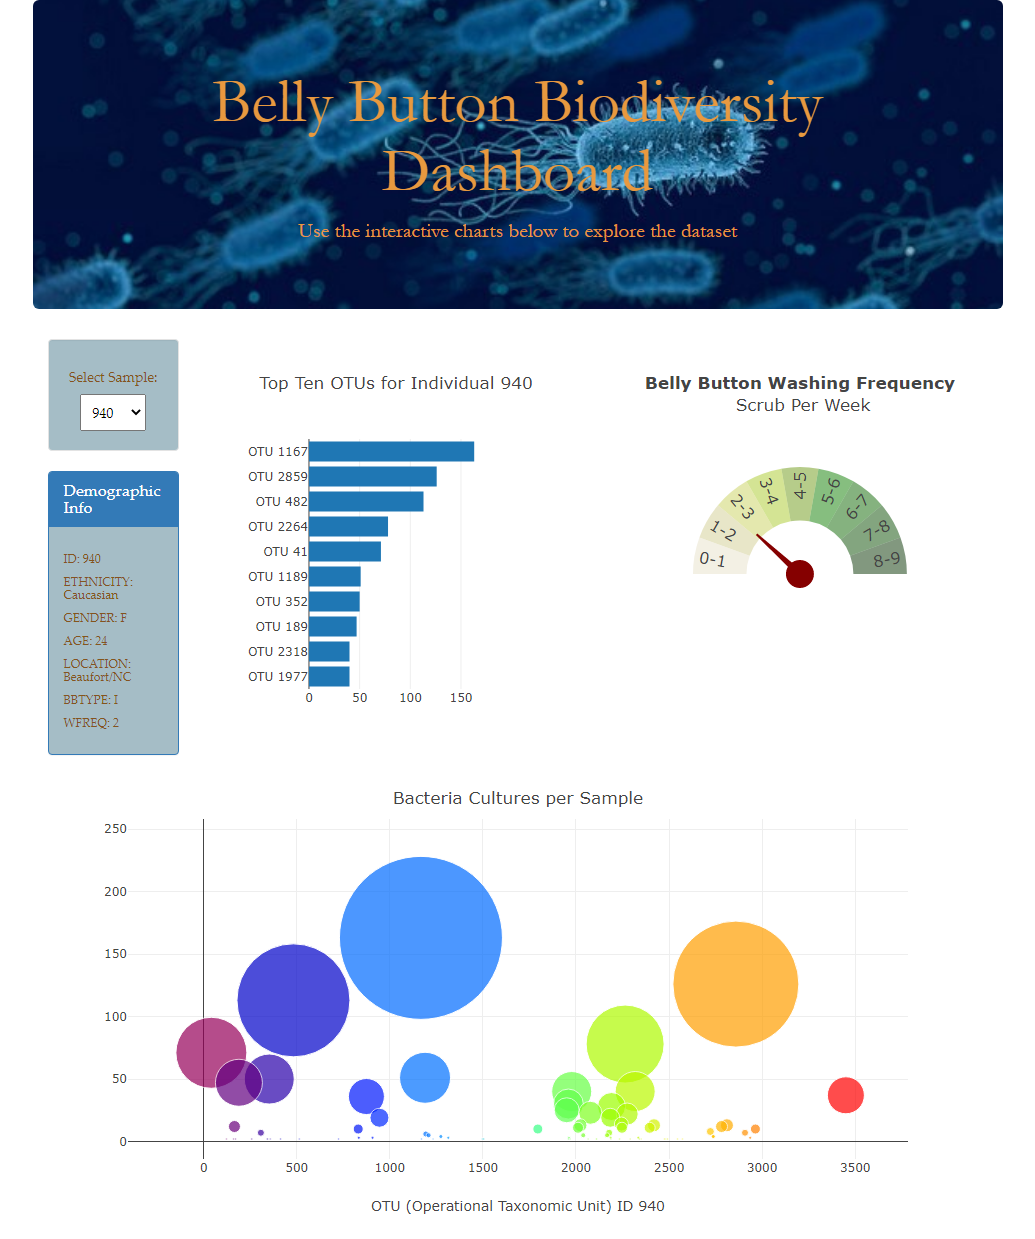 Belly Button Biodiversity
Dashboard
Use the interactive charts below to explore the dataset
Select Sample:
940
Demographic
Info
ID: 940
ETHNICITY:
Caucasian
GENDER: F
AGE: 24
LOCATION:
Beaufort/NC
BBTYPE: I
WFREQ: 2
Top Ten OTUs for Individual 940
OTU 1167
OTU 2859
OTU 482
OTU 2264
OTU 41
OTU 1189
OTU 352
OTU 189
OTU 2318
OTU 1977
0 50 100 150
Belly Button Washing Frequency
Scrub Per Week
0-1
1-2
2-3
3-4
4-5
5-6
6-7
7-8
8-9
Bacteria Cultures per Sample
250
200
150
100
50
0
0 500 1000 1500 2000 2500 3000 3500
OTU (Operational Taxonomic Unit) ID 940